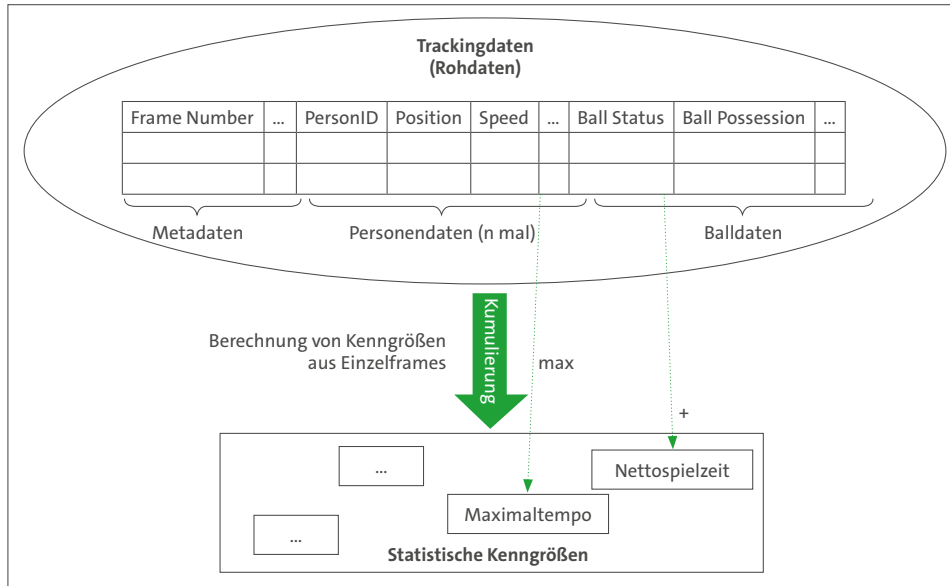 Trackingdaten
(Rohdaten)
Frame Number ... PersonID Position Speed ... Ball Status Ball Possession ...
Metadaten Personendaten (n mal) Balldaten
Berechnung von Kenngrößen
aus Einzelframes
Kumulierung
max
+
Nettospielzeit
...
Maximaltempo
...
Statistische Kenngrößen